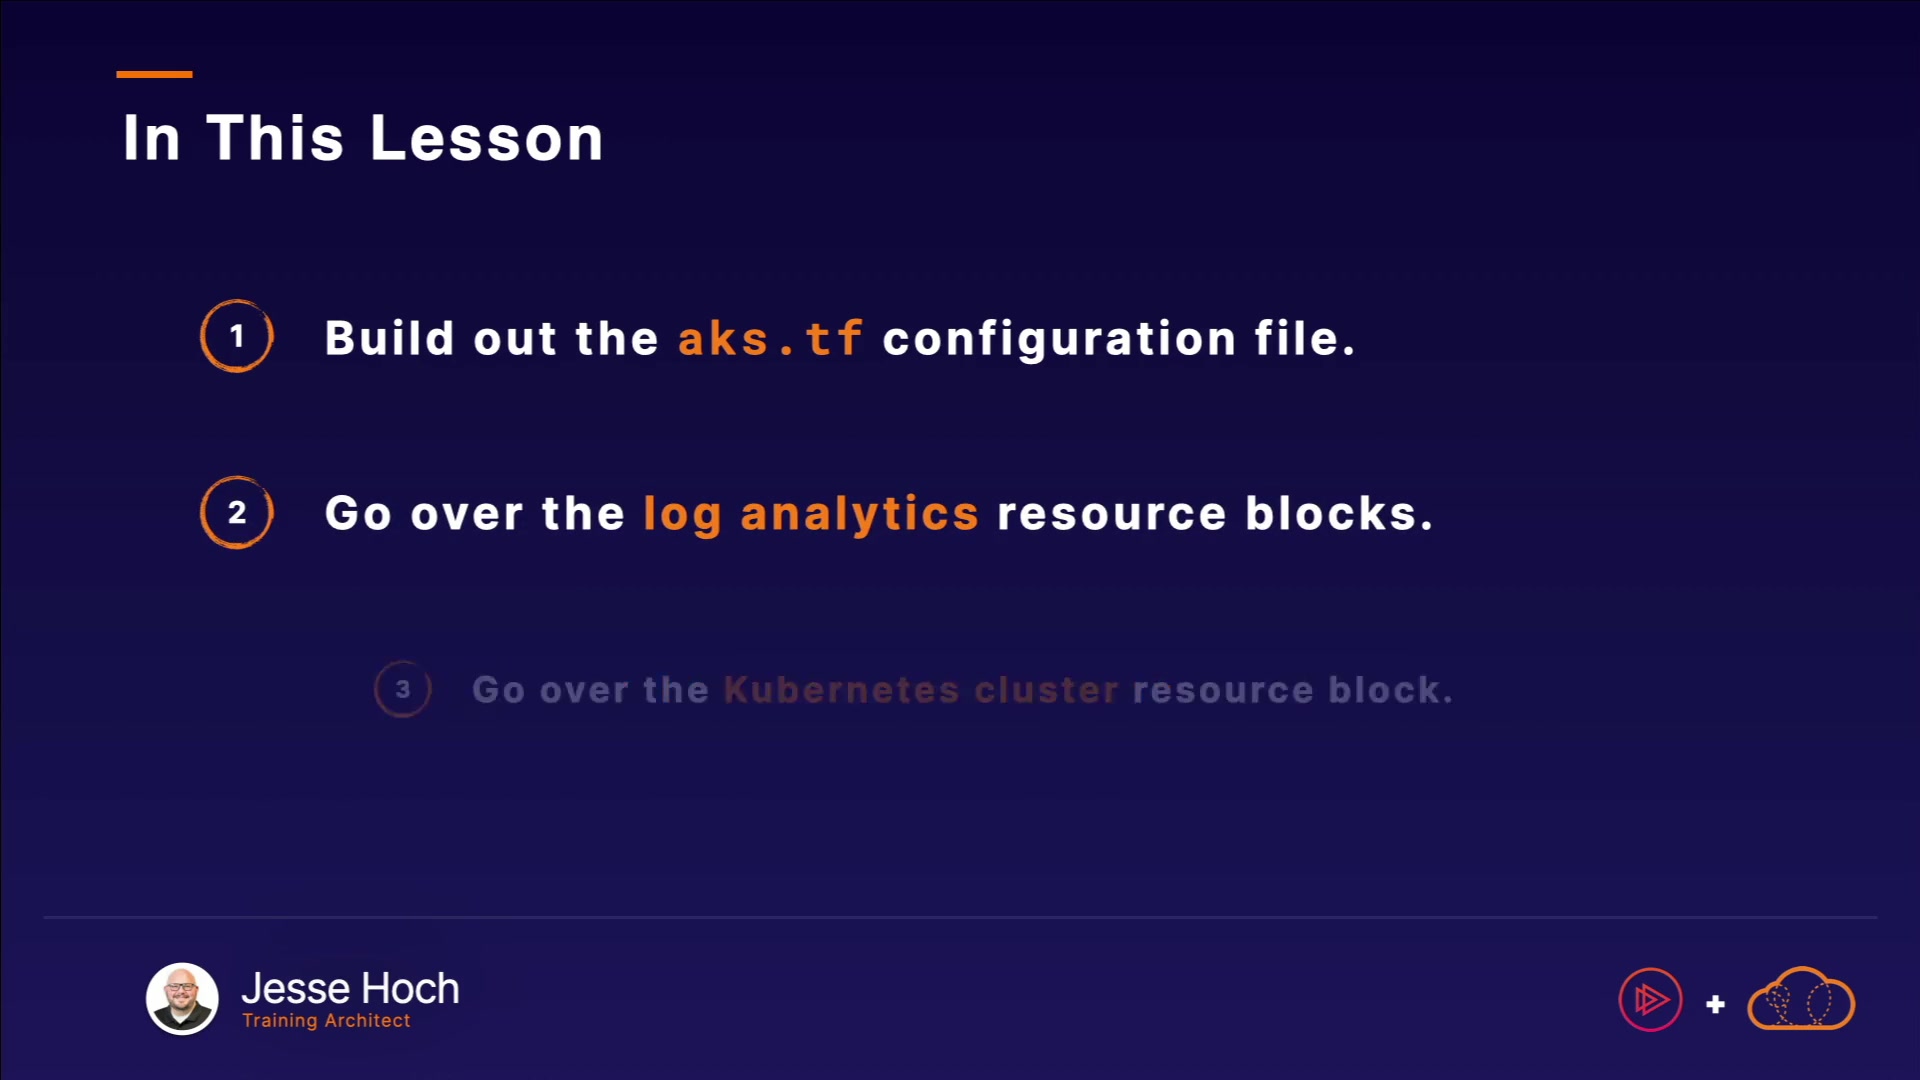 In This Lesson
1 Build out the aks.tf configuration file.
2 Go over the log analytics resource blocks.
3 Go over the Kubernetes cluster resource block.
Jesse Hoch
Training Architect
+